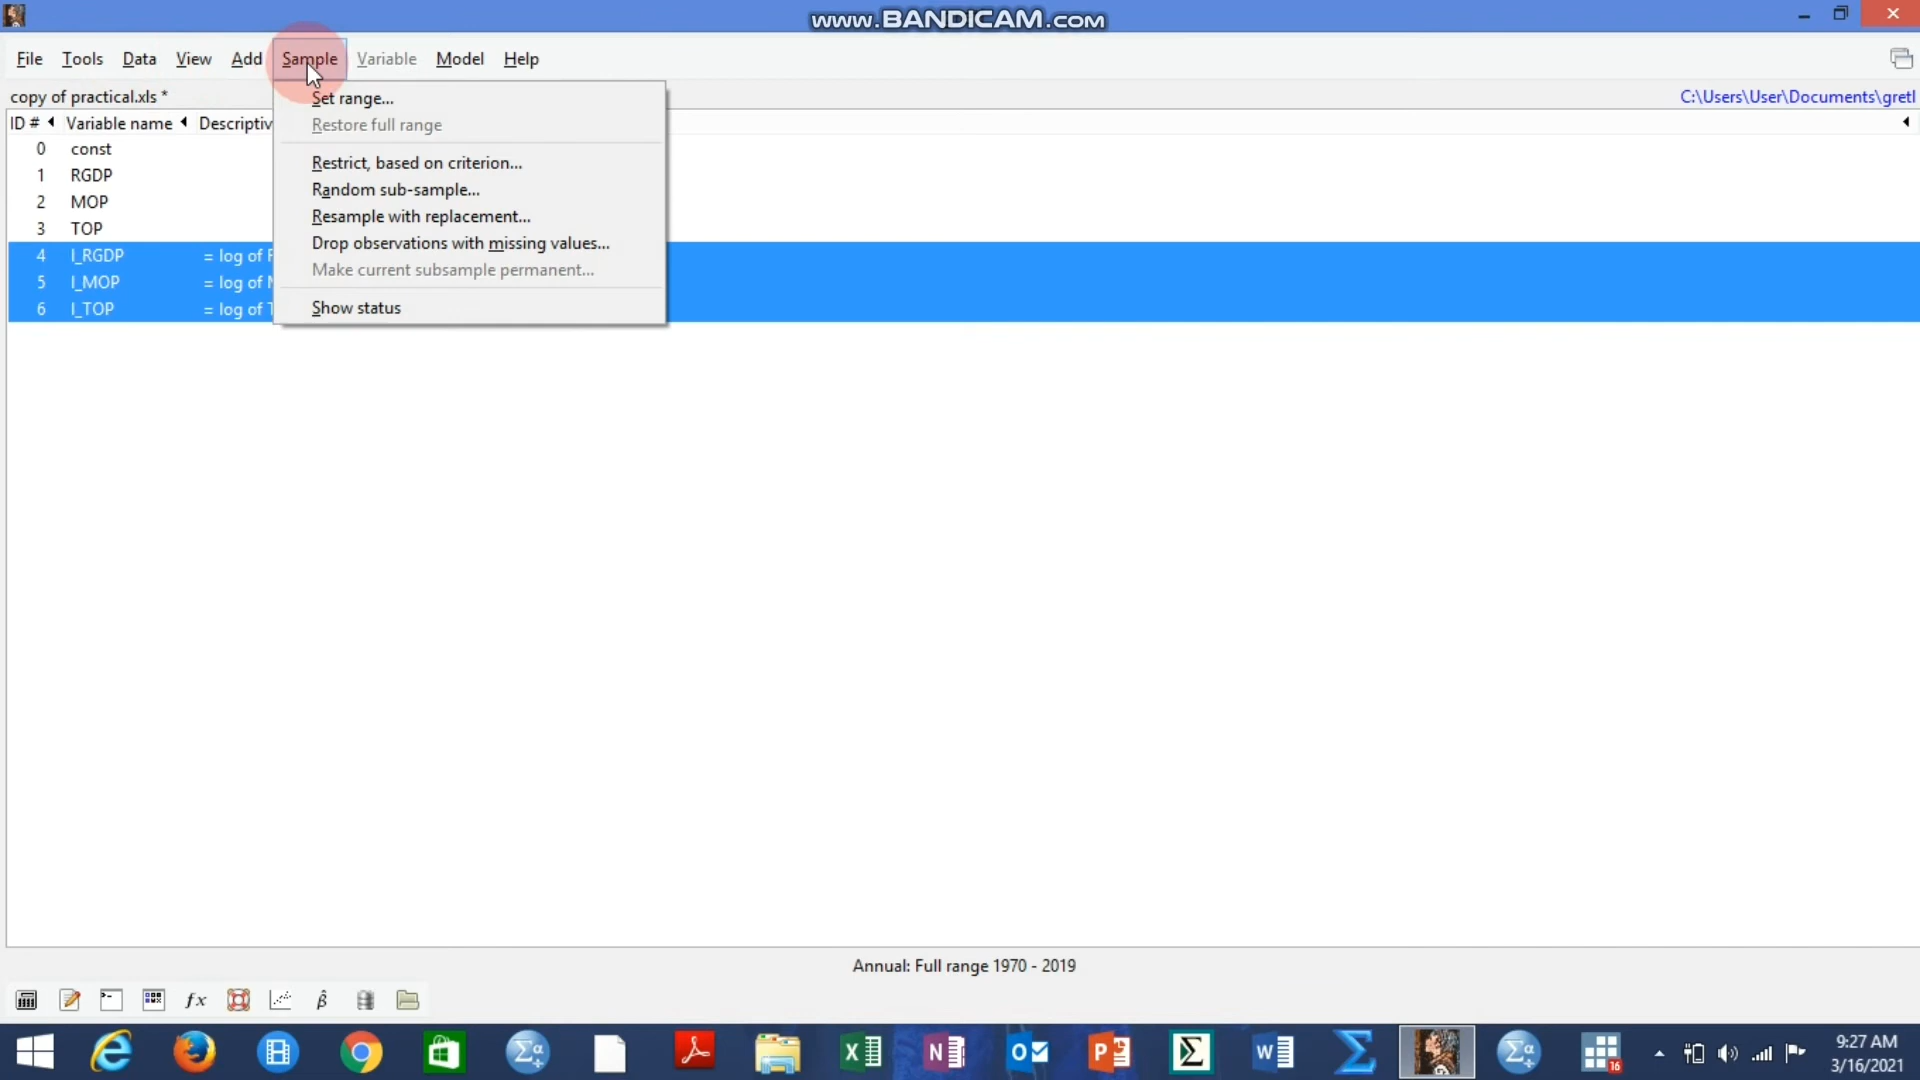 www.BANDICAM.com
File Tools Data View Add Sample Variable Model Help
copy of practical.xls *
C:\Users\User\Documents\gretl
ID # Variable name Descriptiv
0 const
1 RGDP
2 MOP
3 TOP
4 l_RGDP = log of
5 l_MOP = log of
6 l_TOP = log of
Set range...
Restore full range
Restrict, based on criterion...
Random sub-sample...
Resample with replacement...
Drop observations with missing values...
Make current subsample permanent...
Show status
Annual: Full range 1970 - 2019
fx
β
9:27 AM
3/16/2021
16